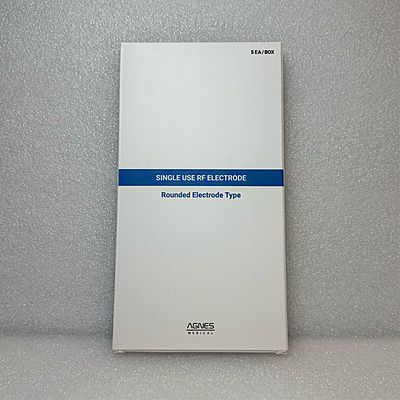 5 EA / BOX
SINGLE USE RF ELECTRODE
Rounded Electrode Type
AGNES
MEDICAL